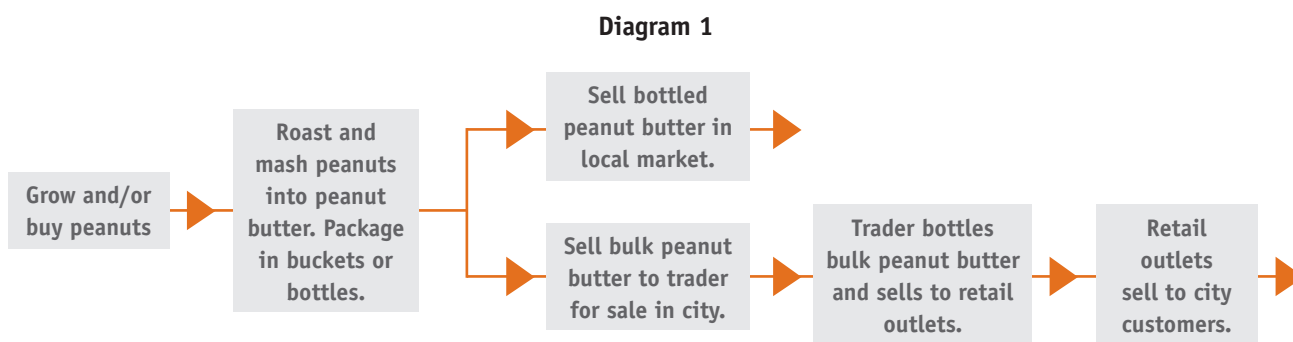 Diagram 1
Grow and/or
buy peanuts
Roast and
mash peanuts
into peanut
butter. Package
in buckets or
bottles.
Sell bottled
peanut butter in
local market.
Sell bulk peanut
butter to trader
for sale in city.
Trader bottles
bulk peanut butter
and sells to retail
outlets.
Retail
outlets
sell to city
customers.